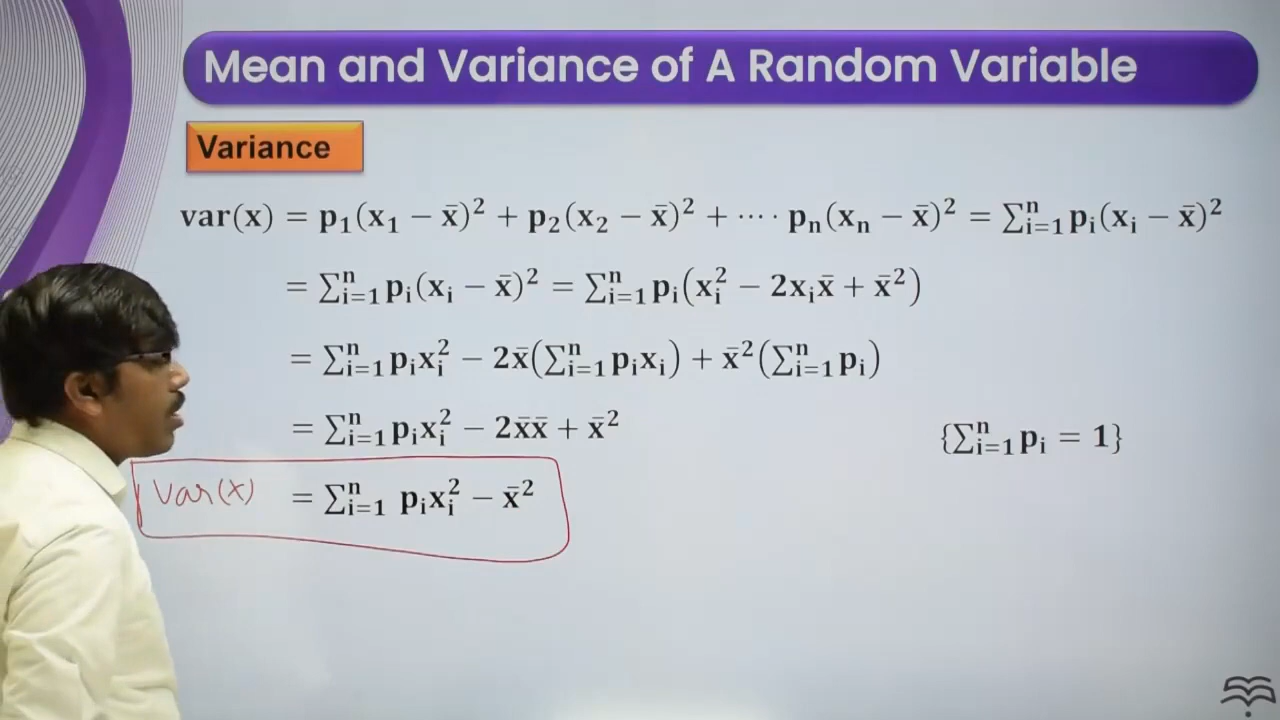 Mean and Variance of A Random Variable
Variance
var(x) = p₁(x₁ − x̄)² + p₂(x₂ − x̄)² + ···· pₙ(xₙ − x̄)² = ∑ⁿᵢ₌₁ pᵢ(xᵢ − x̄)²
= ∑ⁿᵢ₌₁ pᵢ(xᵢ − x̄)² = ∑ⁿᵢ₌₁ pᵢ(xᵢ² − 2xᵢx̄ + x̄²)
= ∑ⁿᵢ₌₁ pᵢxᵢ² − 2x̄(∑ⁿᵢ₌₁ pᵢxᵢ) + x̄²(∑ⁿᵢ₌₁ pᵢ)
= ∑ⁿᵢ₌₁ pᵢxᵢ² − 2x̄x̄ + x̄² {∑ⁿᵢ₌₁ pᵢ = 1}
Var(x) = ∑ⁿᵢ₌₁ pᵢxᵢ² − x̄²